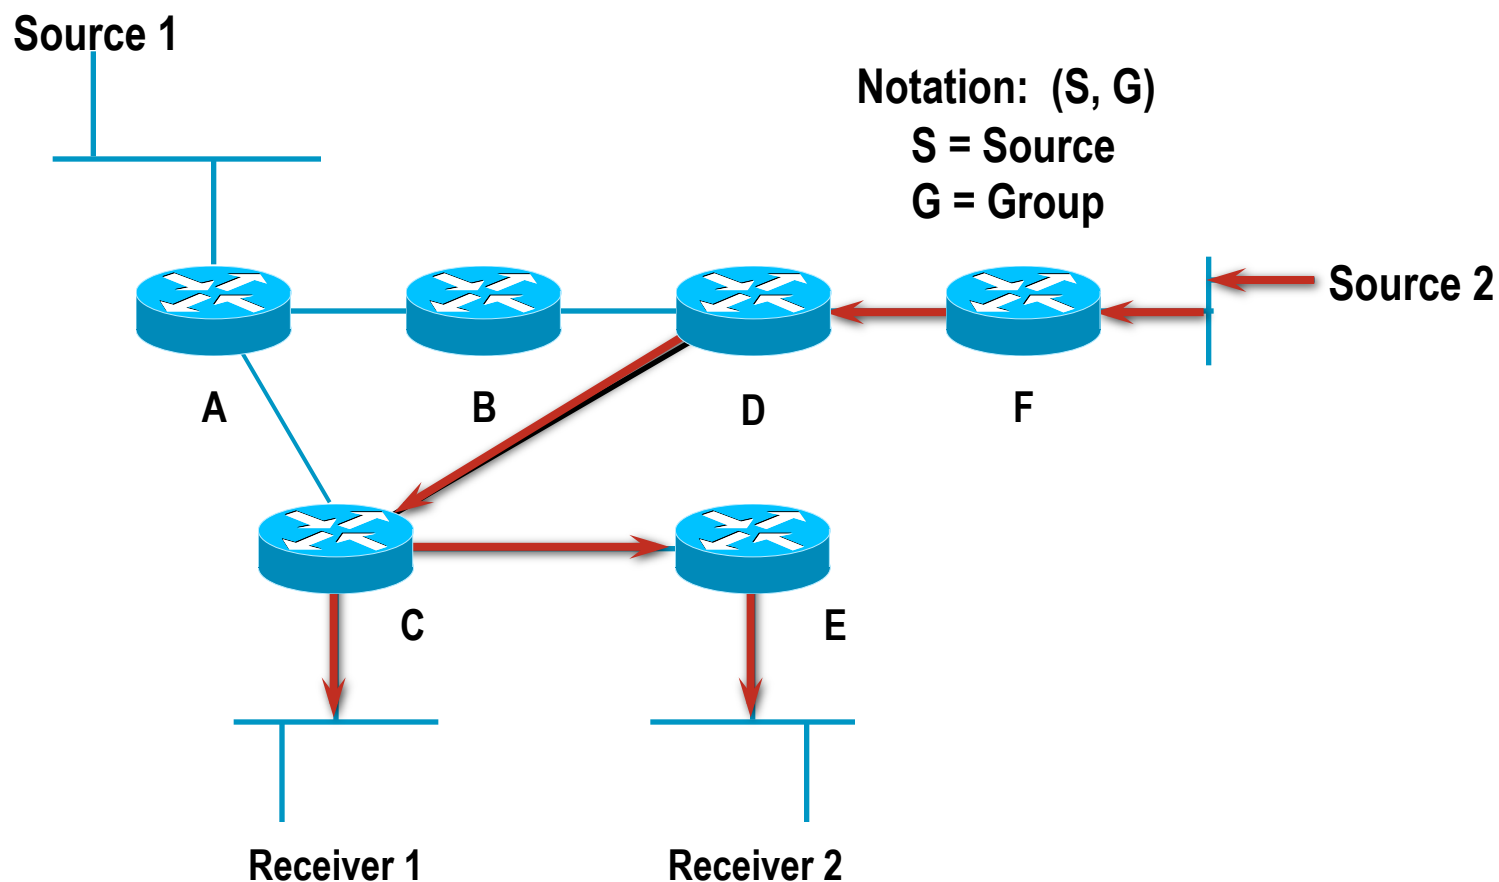 Source 1
Notation: (S, G)
S = Source
G = Group
Source 2
A
B
D
F
C
E
Receiver 1
Receiver 2